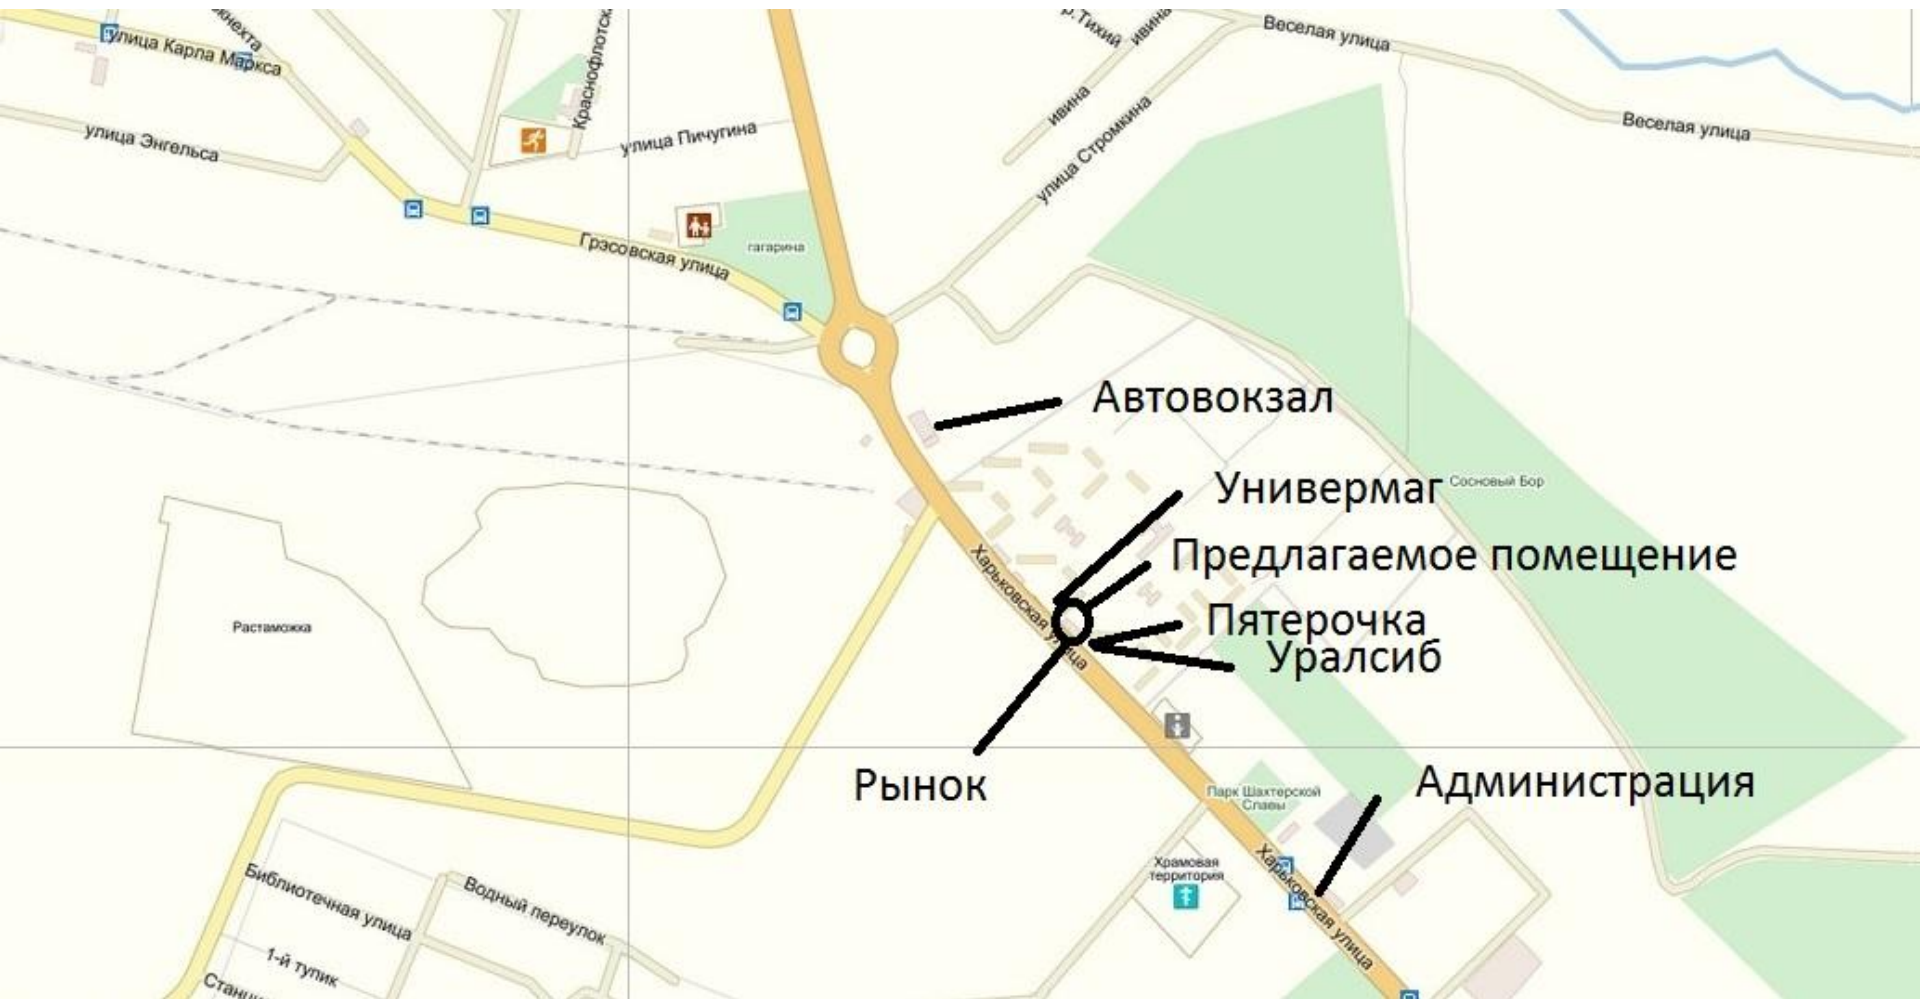 улица Карла Маркса
улица Энгельса
улица Пичугина
р.Тихий
ивина
Веселая улица
ивина
улица Стромкина
Веселая улица
Грэсовская улица
гагарина
Автовокзал
Универмаг
Сосновый Бор
Предлагаемое помещение
Харьковская улица
Пятерочка
Уралсиб
Растаможка
Рынок
Администрация
Парк Шахтерской
Славы
Храмовая
территория
Харьковская улица
Библиотечная улица
Водный переулок
1-й тупик